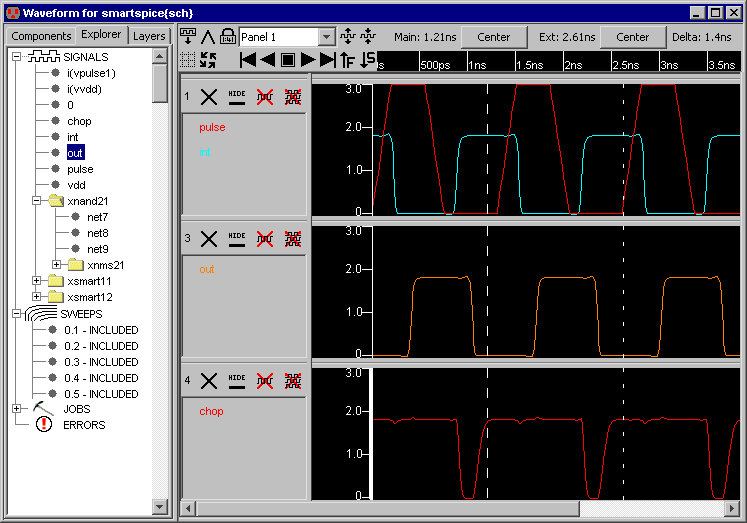 Waveform for smartspice{sch}
Components Explorer Layers
SIGNALS
i(vpulse1)
i(vvdd)
0
chop
int
out
pulse
vdd
xnand21
net7
net8
net9
xnms21
xsmart11
xsmart12
SWEEPS
0.1 - INCLUDED
0.2 - INCLUDED
0.3 - INCLUDED
0.4 - INCLUDED
0.5 - INCLUDED
JOBS
ERRORS
1:1 Panel 1 Main: 1.21ns Center Ext: 2.61ns Center Delta: 1.4ns
s 500ps 1ns 1.5ns 2ns 2.5ns 3ns 3.5ns
1 HIDE
pulse
int
3.0
2.0
1.0
0
3 HIDE
out
3.0
2.0
1.0
0
4 HIDE
chop
3.0
2.0
1.0
0